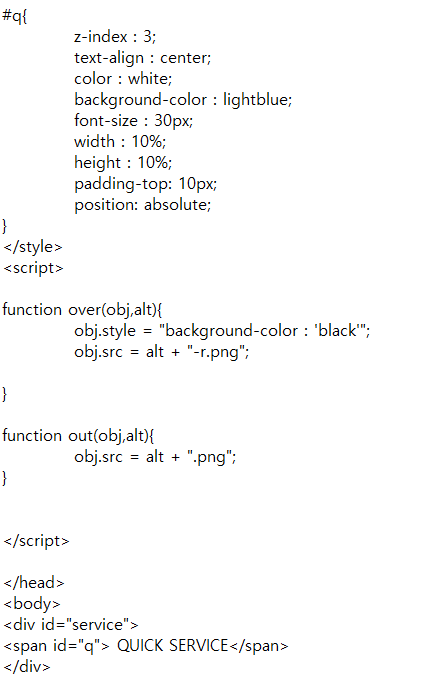 #q{
z-index : 3;
text-align : center;
color : white;
background-color : lightblue;
font-size : 30px;
width : 10%;
height : 10%;
padding-top: 10px;
position: absolute;
}
</style>
<script>
function over(obj,alt){
obj.style = "background-color : 'black'";
obj.src = alt + "-r.png";
}
function out(obj,alt){
obj.src = alt + ".png";
}
</script>
</head>
<body>
<div id="service">
<span id="q"> QUICK SERVICE</span>
</div>